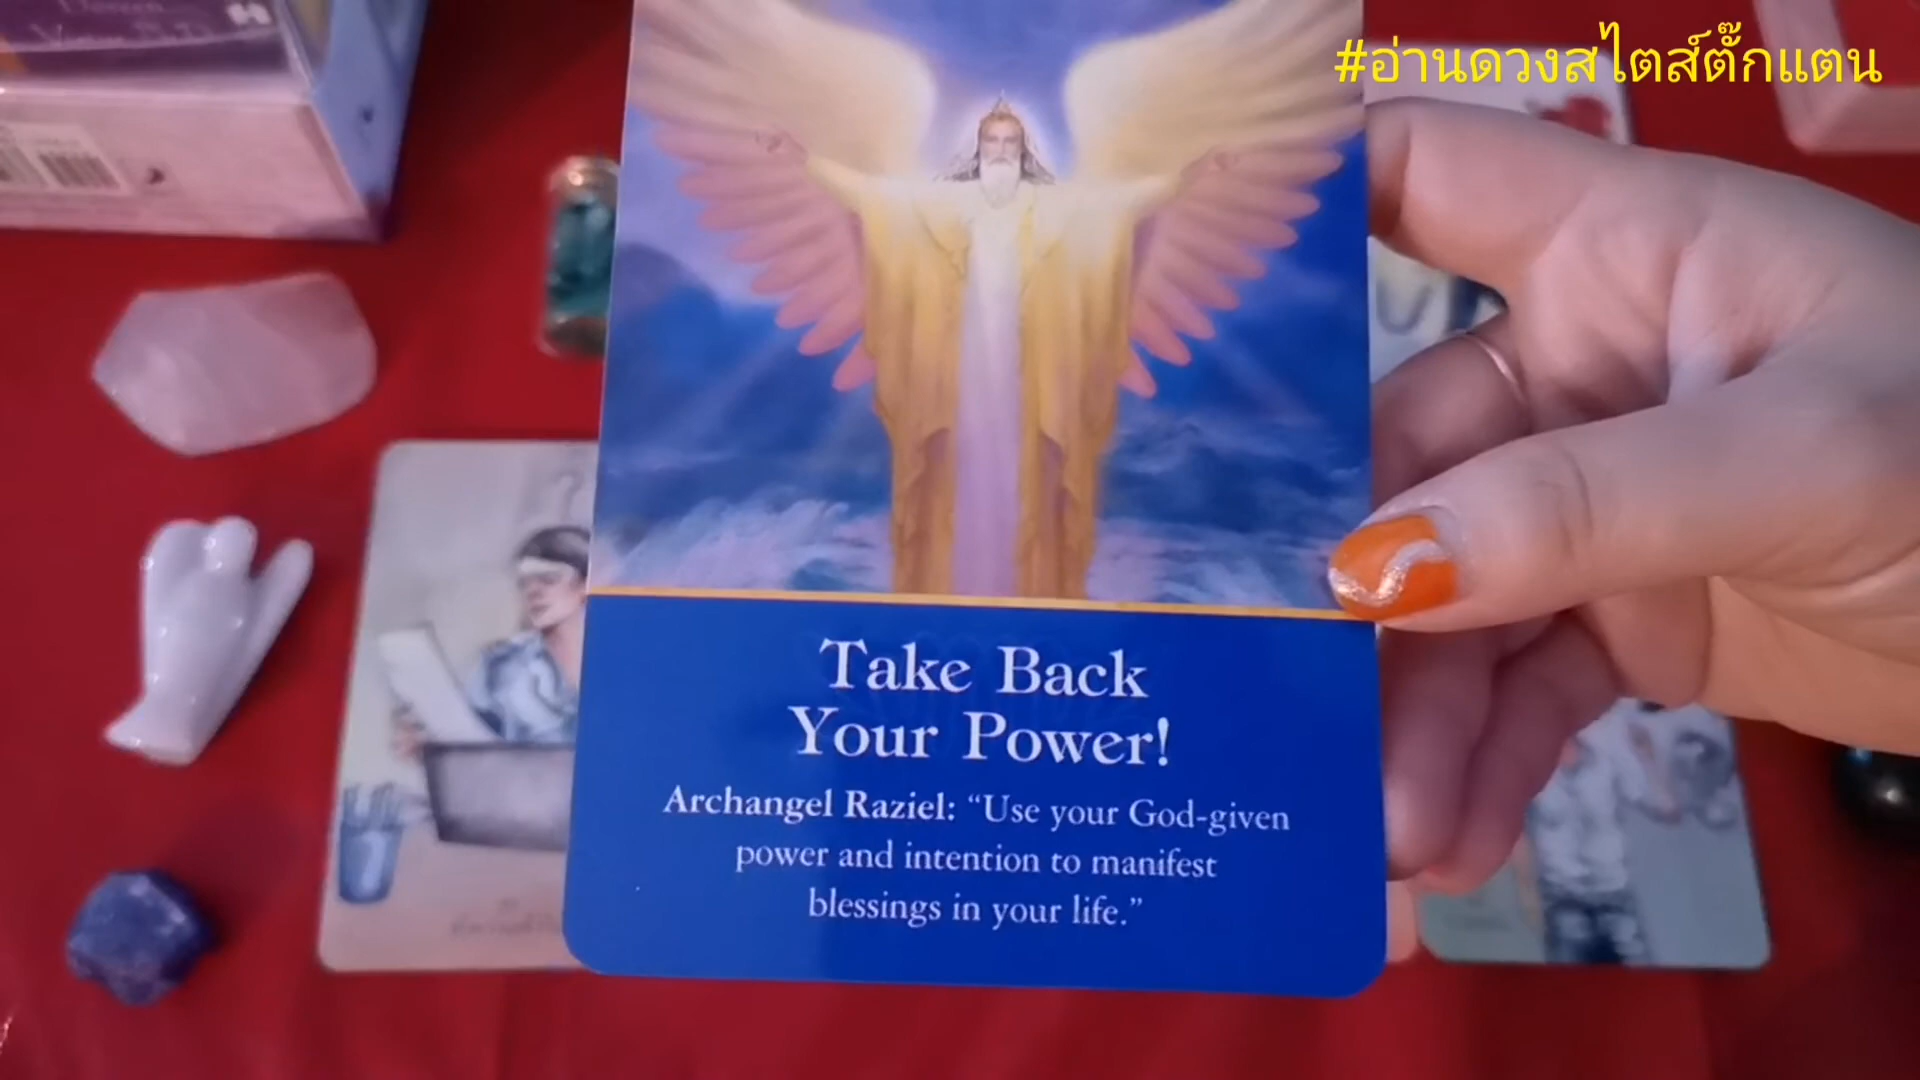 #อ่านดวงสไตส์ตั๊กแตน
Take Back
Your Power!
Archangel Raziel: “Use your God-given
power and intention to manifest
blessings in your life.”